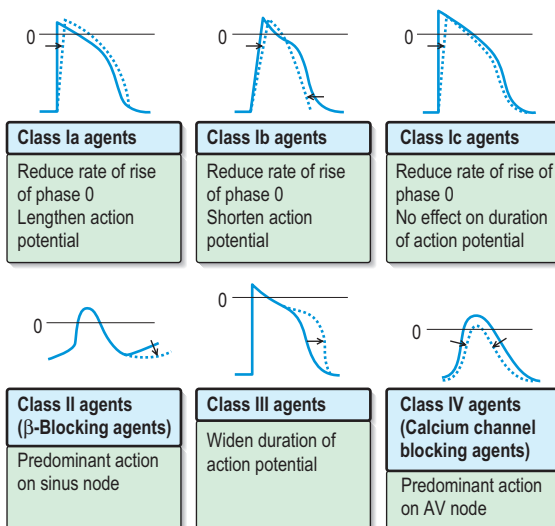 0
0
0
Class Ia agents
Reduce rate of rise
of phase 0
Lengthen action
potential
Class Ib agents
Reduce rate of rise
of phase 0
Shorten action
potential
Class Ic agents
Reduce rate of rise of
phase 0
No effect on duration
of action potential
0
0
0
Class II agents
(β-Blocking agents)
Predominant action
on sinus node
Class III agents
Widen duration of
action potential
Class IV agents
(Calcium channel
blocking agents)
Predominant action
on AV node